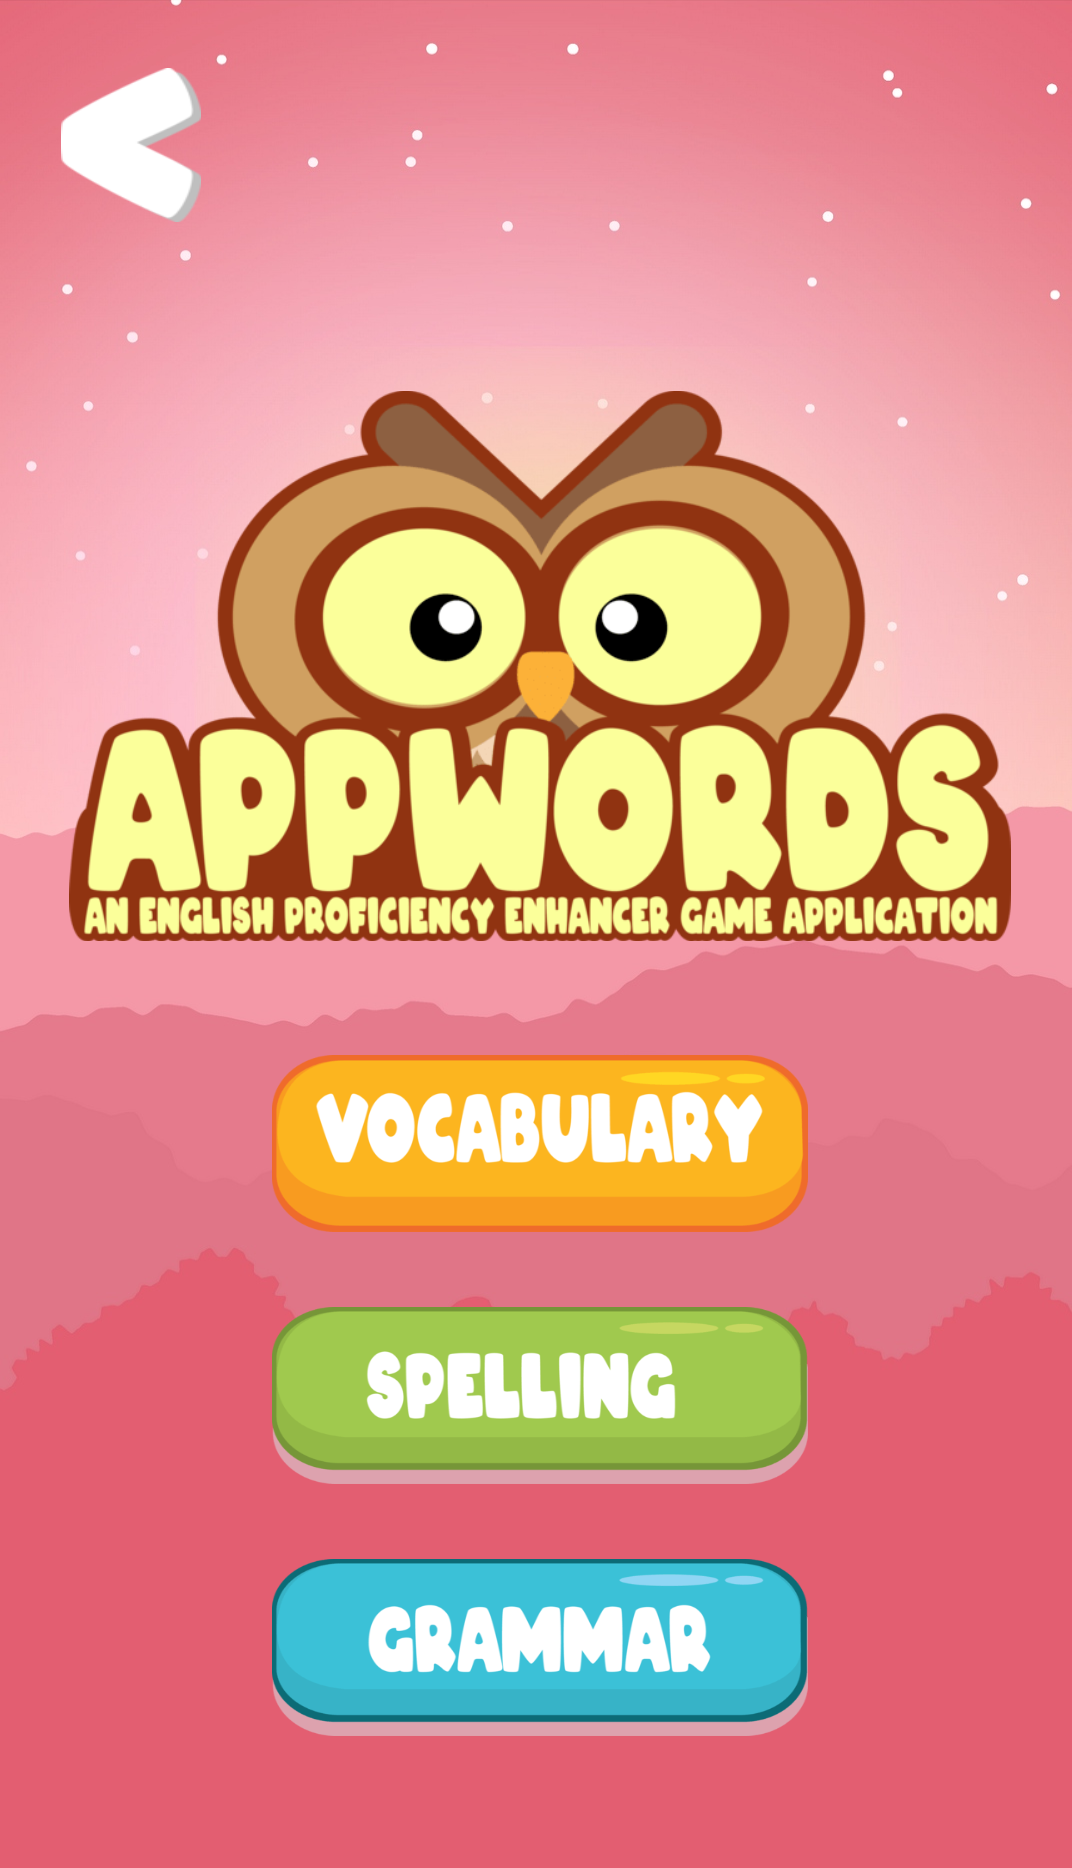 APPWORDS
AN ENGLISH PROFICIENCY ENHANCER GAME APPLICATION
VOCABULARY
SPELLING
GRAMMAR